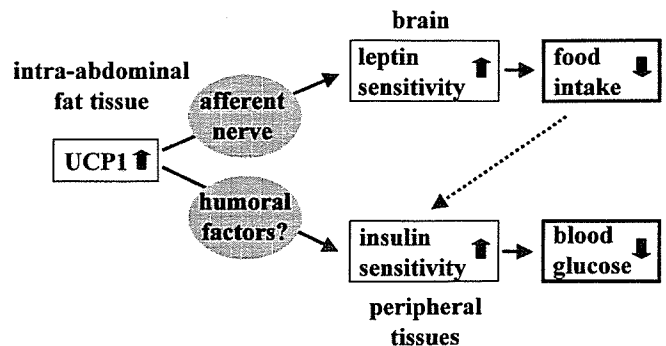 brain
intra-abdominal
fat tissue
UCP1
afferent
nerve
humoral
factors?
leptin
sensitivity
food
intake
insulin
sensitivity
blood
glucose
peripheral
tissues